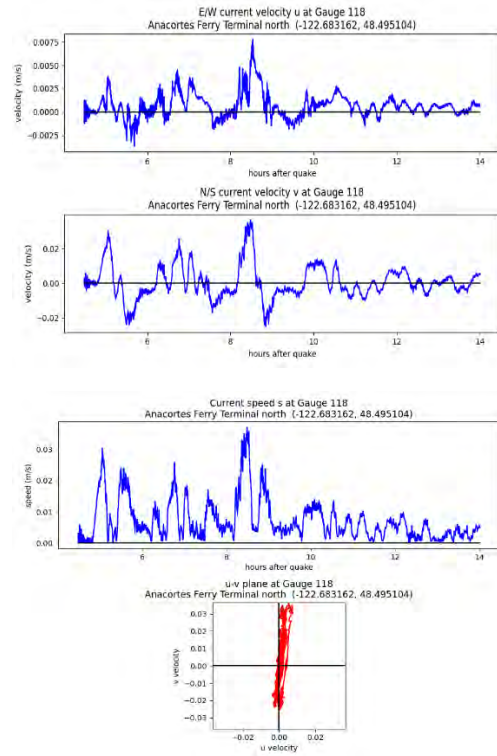 E/W current velocity u at Gauge 118
Anacortes Ferry Terminal north (-122.683162, 48.495104)
0.0075
0.0050
0.0025
0.0000
−0.0025
velocity (m/s)
6 8 10 12 14
hours after quake
N/S current velocity v at Gauge 118
Anacortes Ferry Terminal north (-122.683162, 48.495104)
0.02
0.00
−0.02
velocity (m/s)
6 8 10 12 14
hours after quake
Current speed s at Gauge 118
Anacortes Ferry Terminal north (-122.683162, 48.495104)
0.03
0.02
0.01
0.00
speed (m/s)
6 8 10 12 14
hours after quake
u-v plane at Gauge 118
Anacortes Ferry Terminal north (-122.683162, 48.495104)
0.03
0.02
0.01
0.00
−0.01
−0.02
−0.03
v velocity
−0.02 0.00 0.02
u velocity